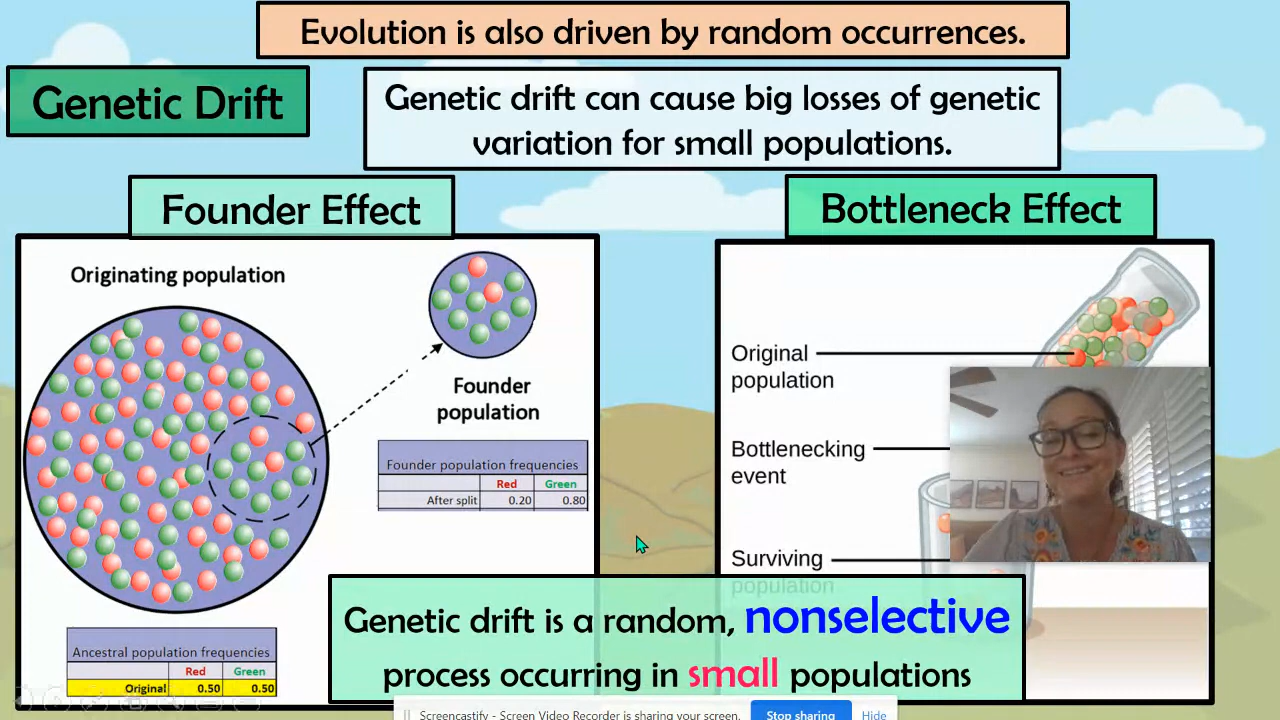 Evolution is also driven by random occurrences.
Genetic Drift
Genetic drift can cause big losses of genetic
variation for small populations.
Founder Effect
Bottleneck Effect
Originating population
Founder
population
Founder population frequencies
Red Green
After split 0.20 0.80
Ancestral population frequencies
Red Green
Original 0.50 0.50
Original
population
Bottlenecking
event
Surviving
population
Genetic drift is a random, nonselective
process occurring in small populations
Screencastify - Screen Video Recorder is sharing your screen. Stop sharing Hide